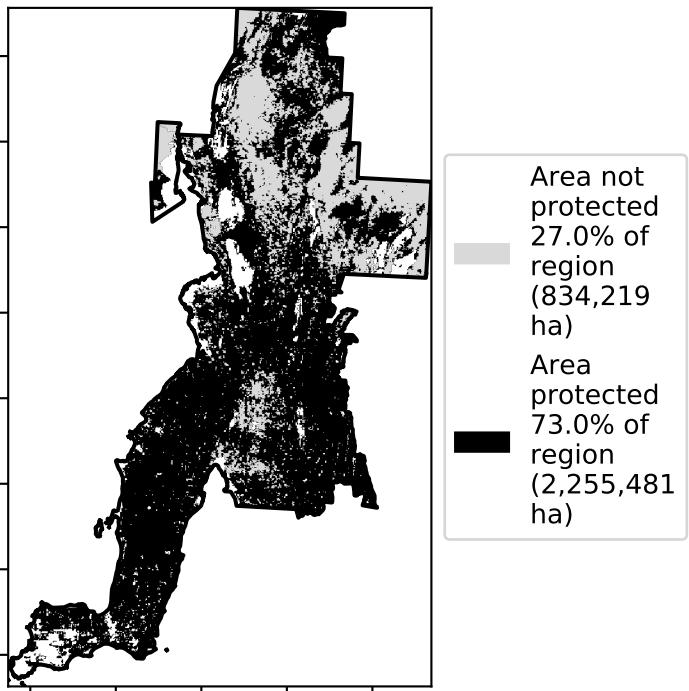 Area not
protected
27.0% of
region
(834,219
ha)
Area
protected
73.0% of
region
(2,255,481
ha)